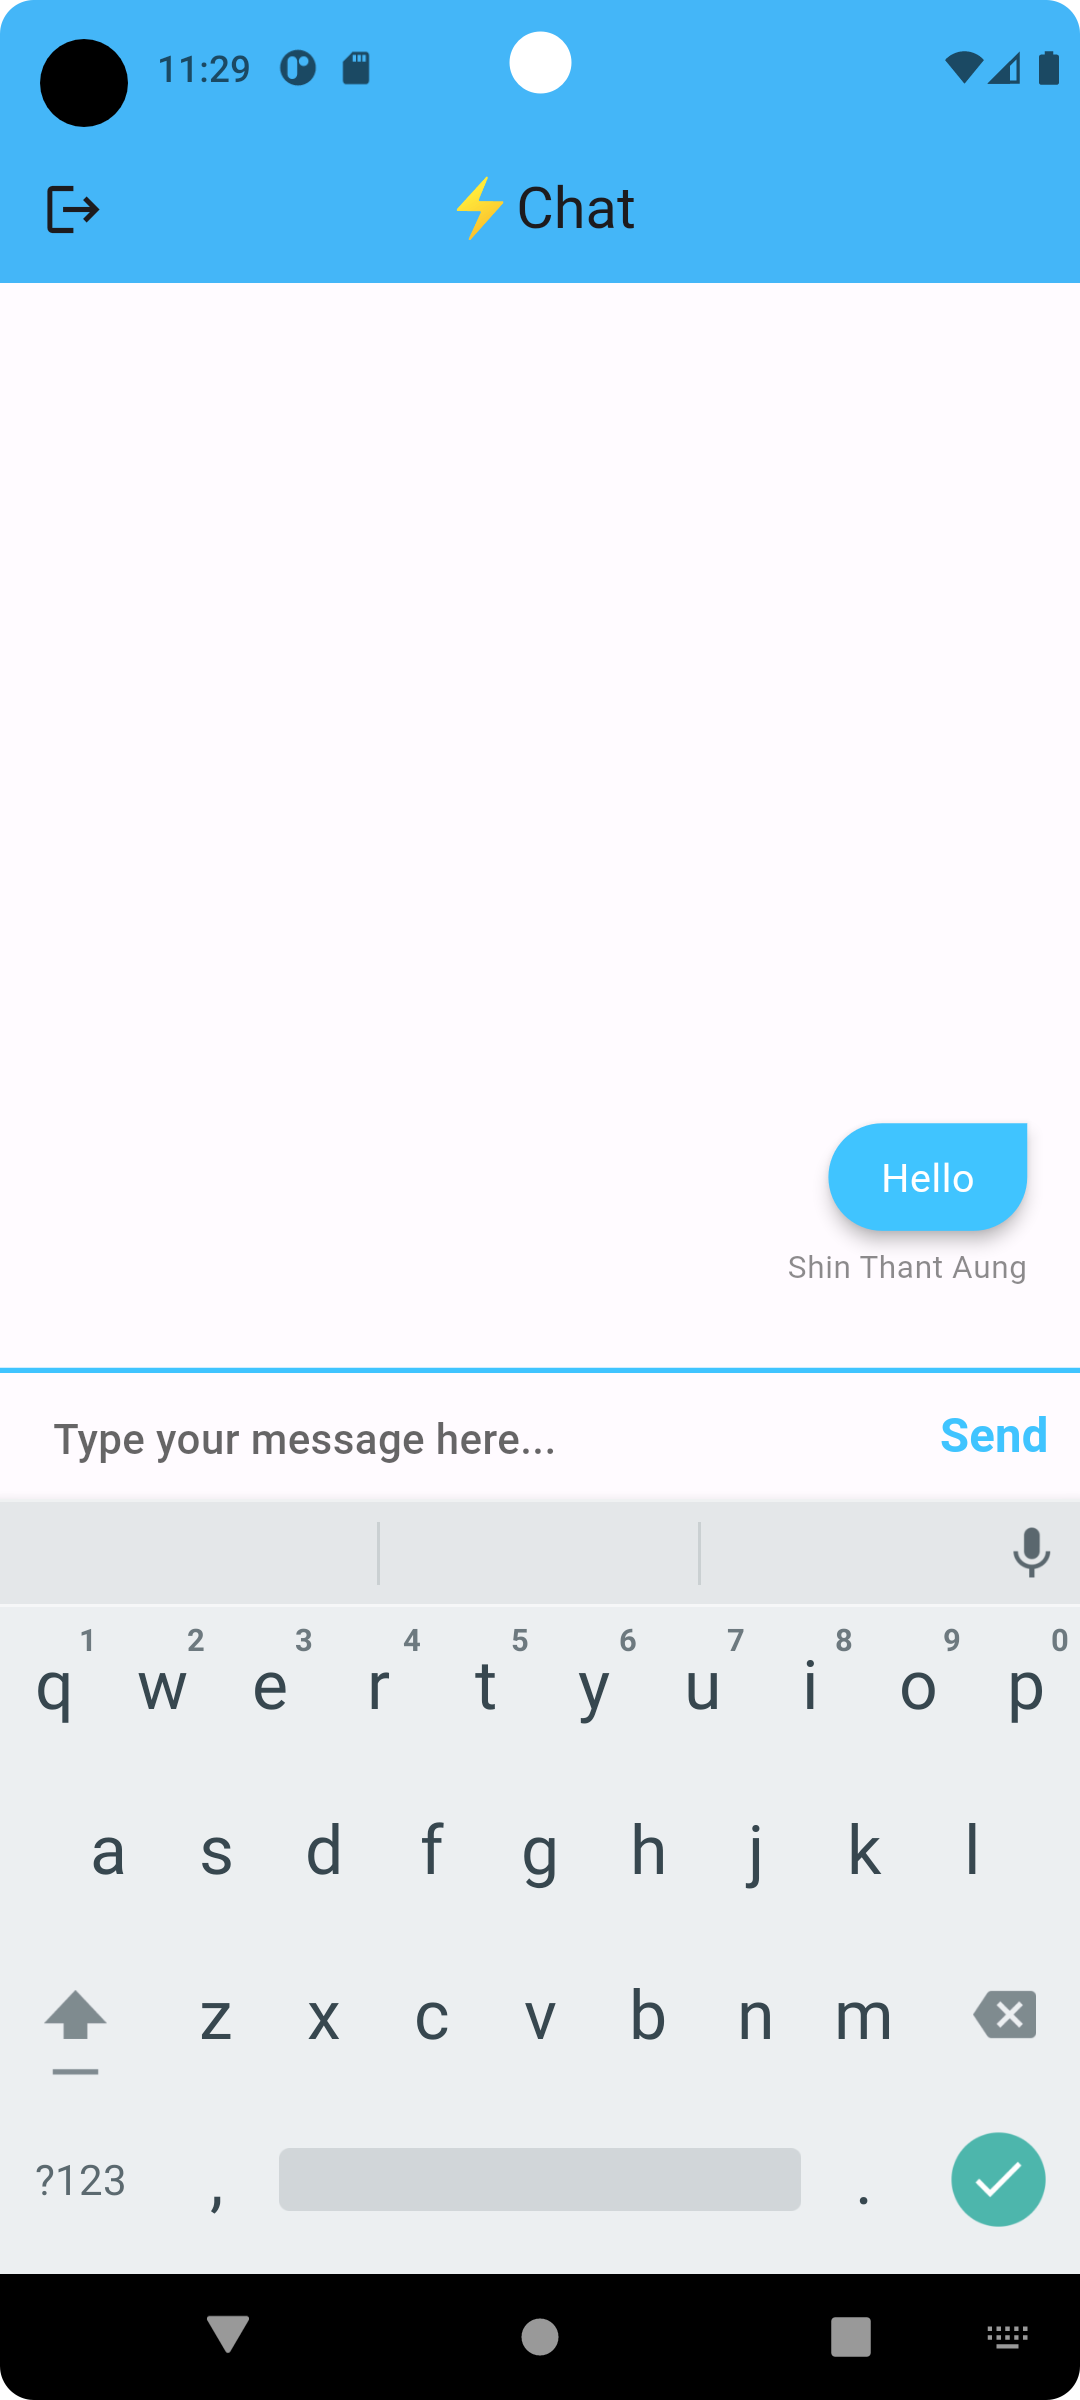 11:29
⚡Chat
Hello
Shin Thant Aung
Type your message here...
Send
1 2 3 4 5 6 7 8 9 0
q w e r t y u i o p
a s d f g h j k l
z x c v b n m
?123 , .